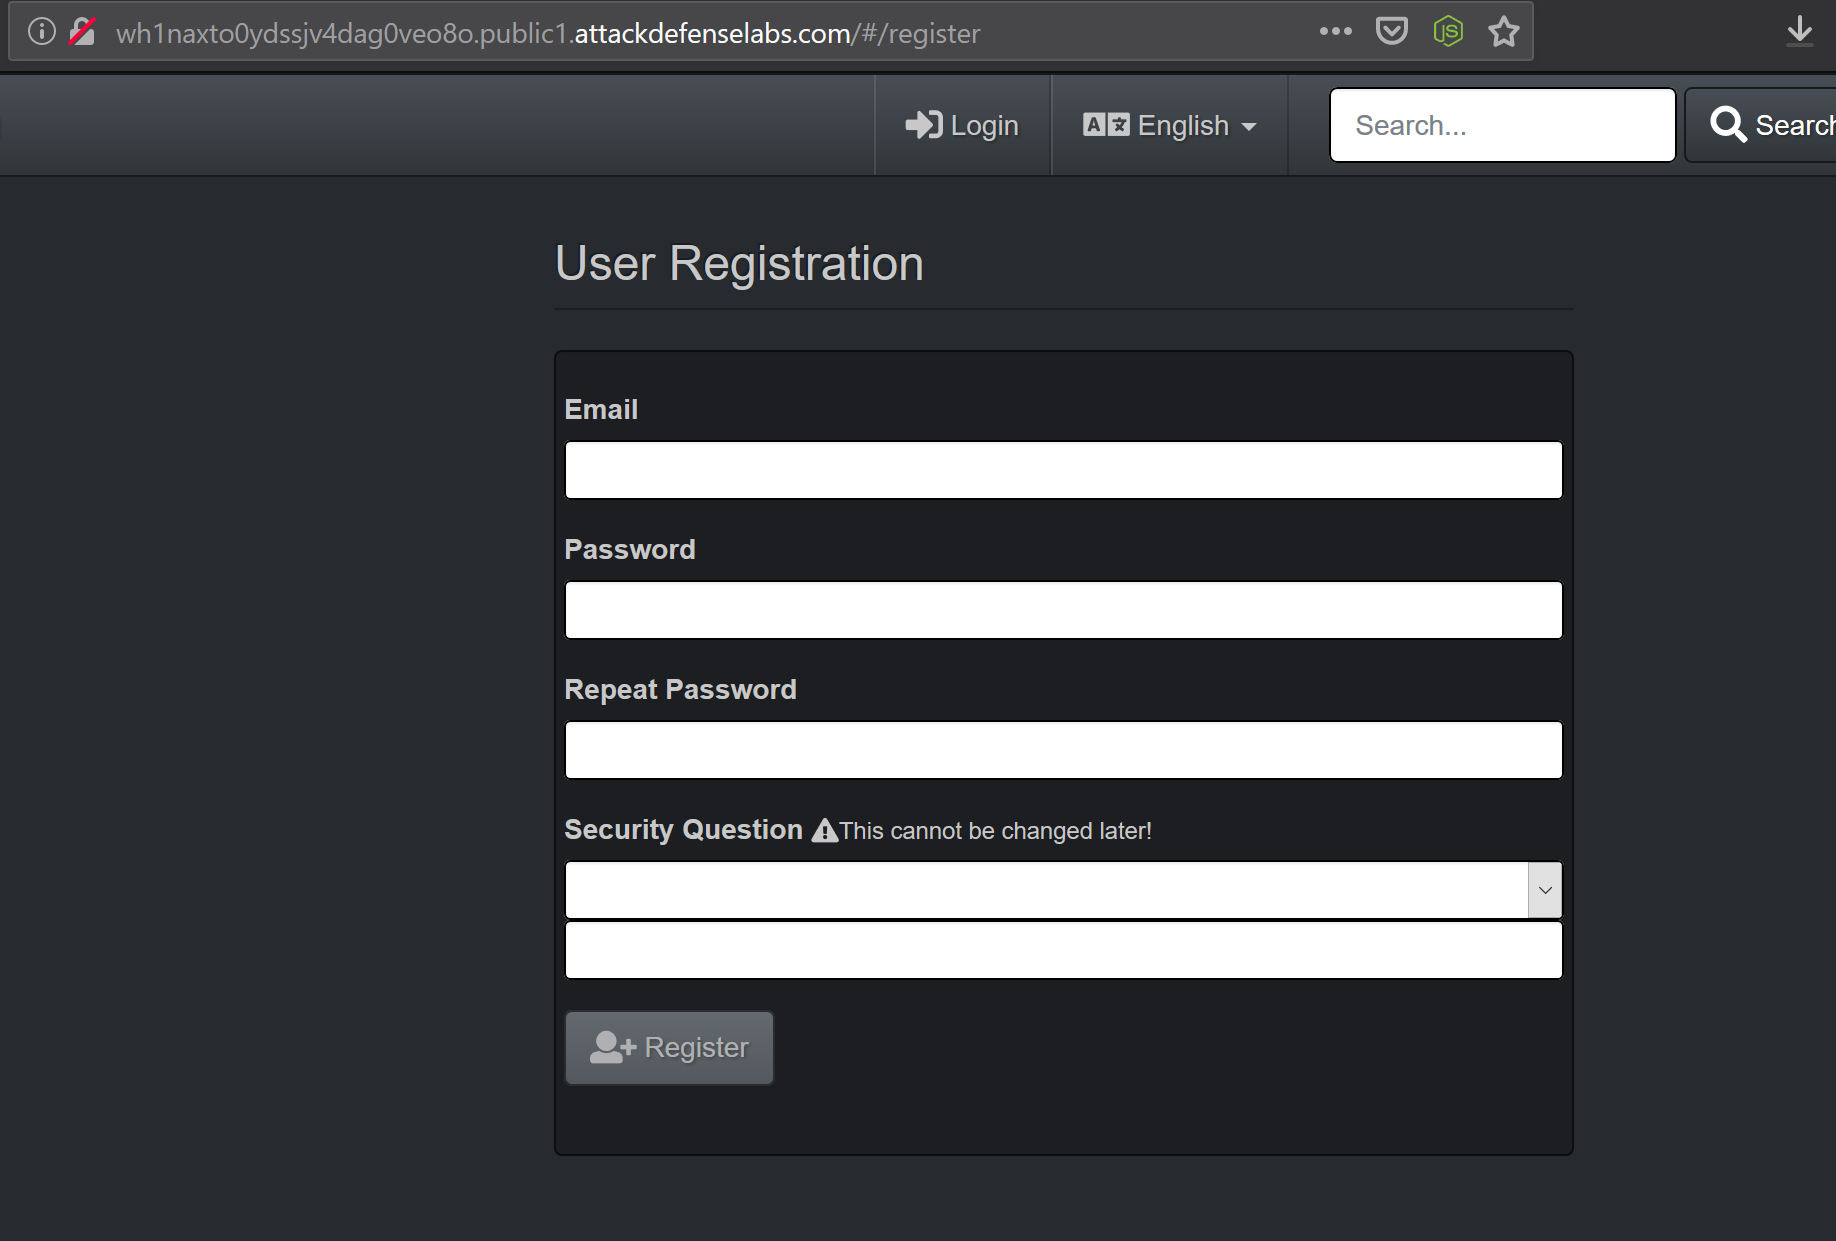 wh1naxto0ydssjv4dag0veo8o.public1.attackdefenselabs.com/#/register
Login English Search... Search
User Registration
Email
Password
Repeat Password
Security Question This cannot be changed later!
Register